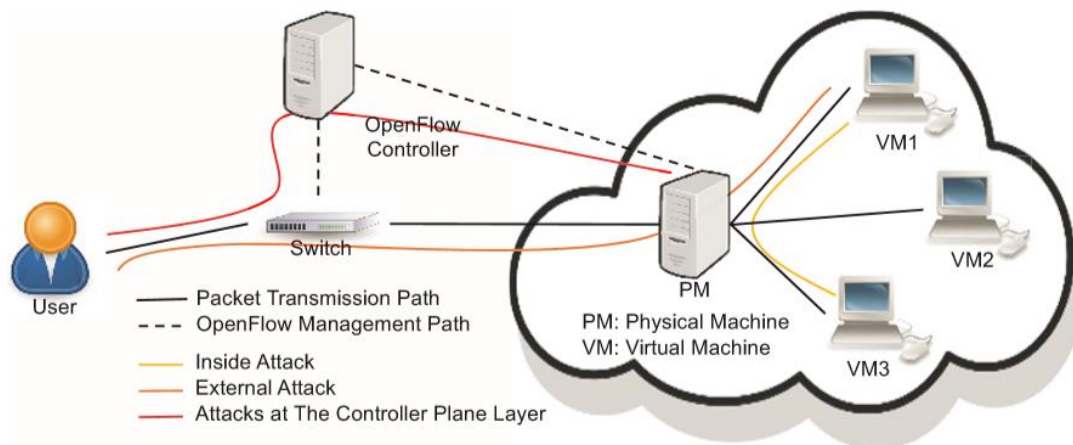 OpenFlow
Controller
VM1
Switch
VM2
User
PM
Packet Transmission Path
OpenFlow Management Path
PM: Physical Machine
VM: Virtual Machine
VM3
Inside Attack
External Attack
Attacks at The Controller Plane Layer